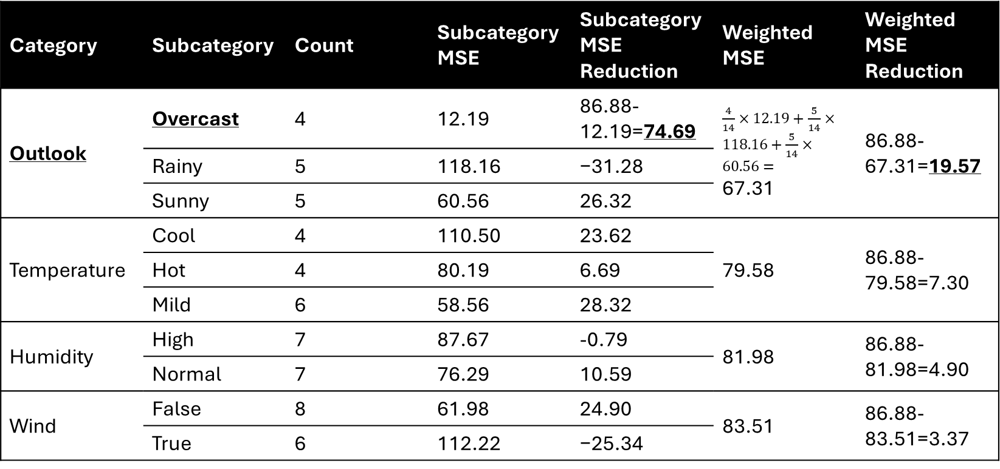 Category Subcategory Count Subcategory MSE Subcategory MSE Reduction Weighted MSE Weighted MSE Reduction
Outlook
Overcast 4 12.19 86.88-
12.19=74.69
Rainy 5 118.16 −31.28
Sunny 5 60.56 26.32
4/14 × 12.19 + 5/14 ×
118.16 + 5/14 ×
60.56 =
67.31
86.88-
67.31=19.57
Temperature
Cool 4 110.50 23.62
Hot 4 80.19 6.69
Mild 6 58.56 28.32
79.58
86.88-
79.58=7.30
Humidity
High 7 87.67 -0.79
Normal 7 76.29 10.59
81.98
86.88-
81.98=4.90
Wind
False 8 61.98 24.90
True 6 112.22 −25.34
83.51
86.88-
83.51=3.37